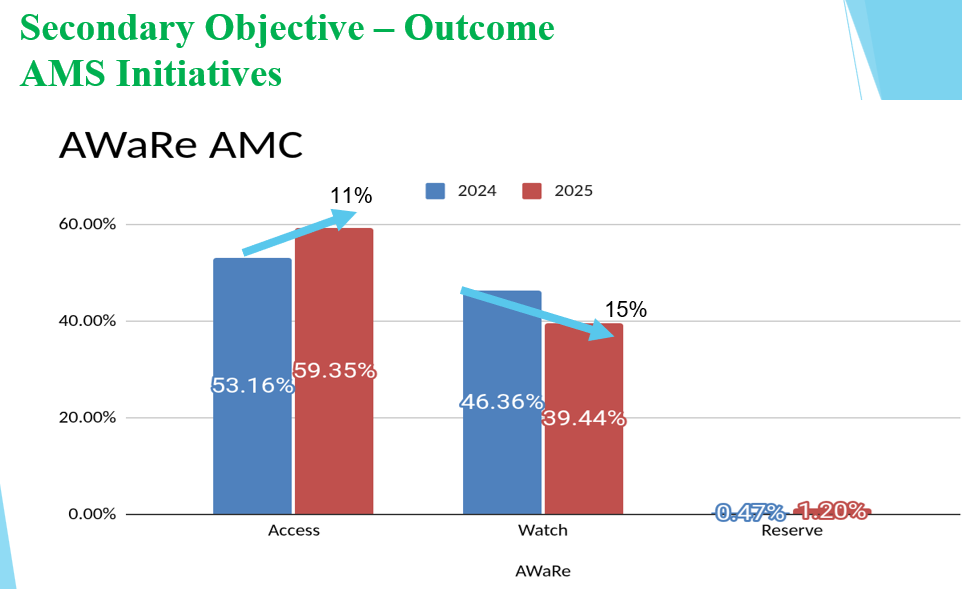 Secondary Objective – Outcome
AMS Initiatives
AWaRe AMC
2024 2025
11%
15%
60.00%
40.00%
20.00%
0.00%
53.16% 59.35%
46.36% 39.44%
0.47% 1.20%
Access Watch Reserve
AWaRe